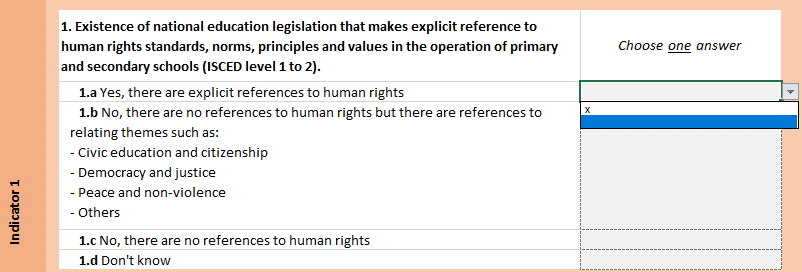 1. Existence of national education legislation that makes explicit reference to
human rights standards, norms, principles and values in the operation of primary
and secondary schools (ISCED level 1 to 2).
Choose one answer
1.a Yes, there are explicit references to human rights
x
1.b No, there are no references to human rights but there are references to
relating themes such as:
- Civic education and citizenship
- Democracy and justice
- Peace and non-violence
- Others
1.c No, there are no references to human rights
1.d Don't know
Indicator 1